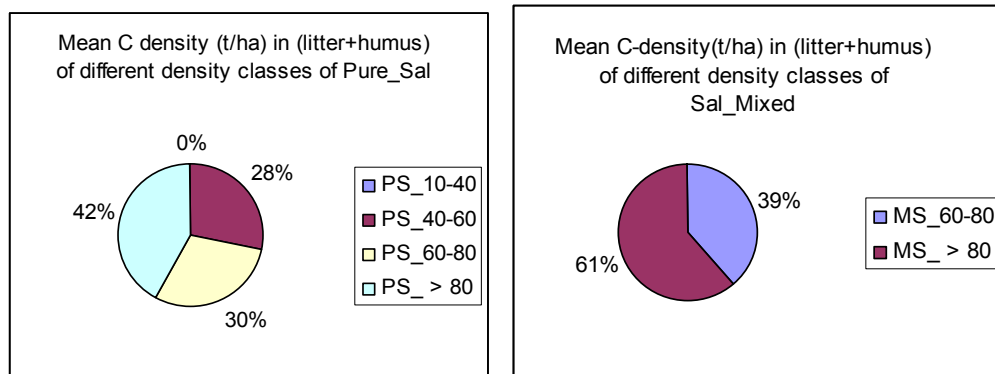 Mean C density (t/ha) in (litter+humus)
of different density classes of Pure_Sal
0%
28%
42%
30%
PS_10-40
PS_40-60
PS_60-80
PS_ > 80
Mean C-density(t/ha) in (litter+humus)
of different density classes of
Sal_Mixed
39%
61%
MS_60-80
MS_ > 80